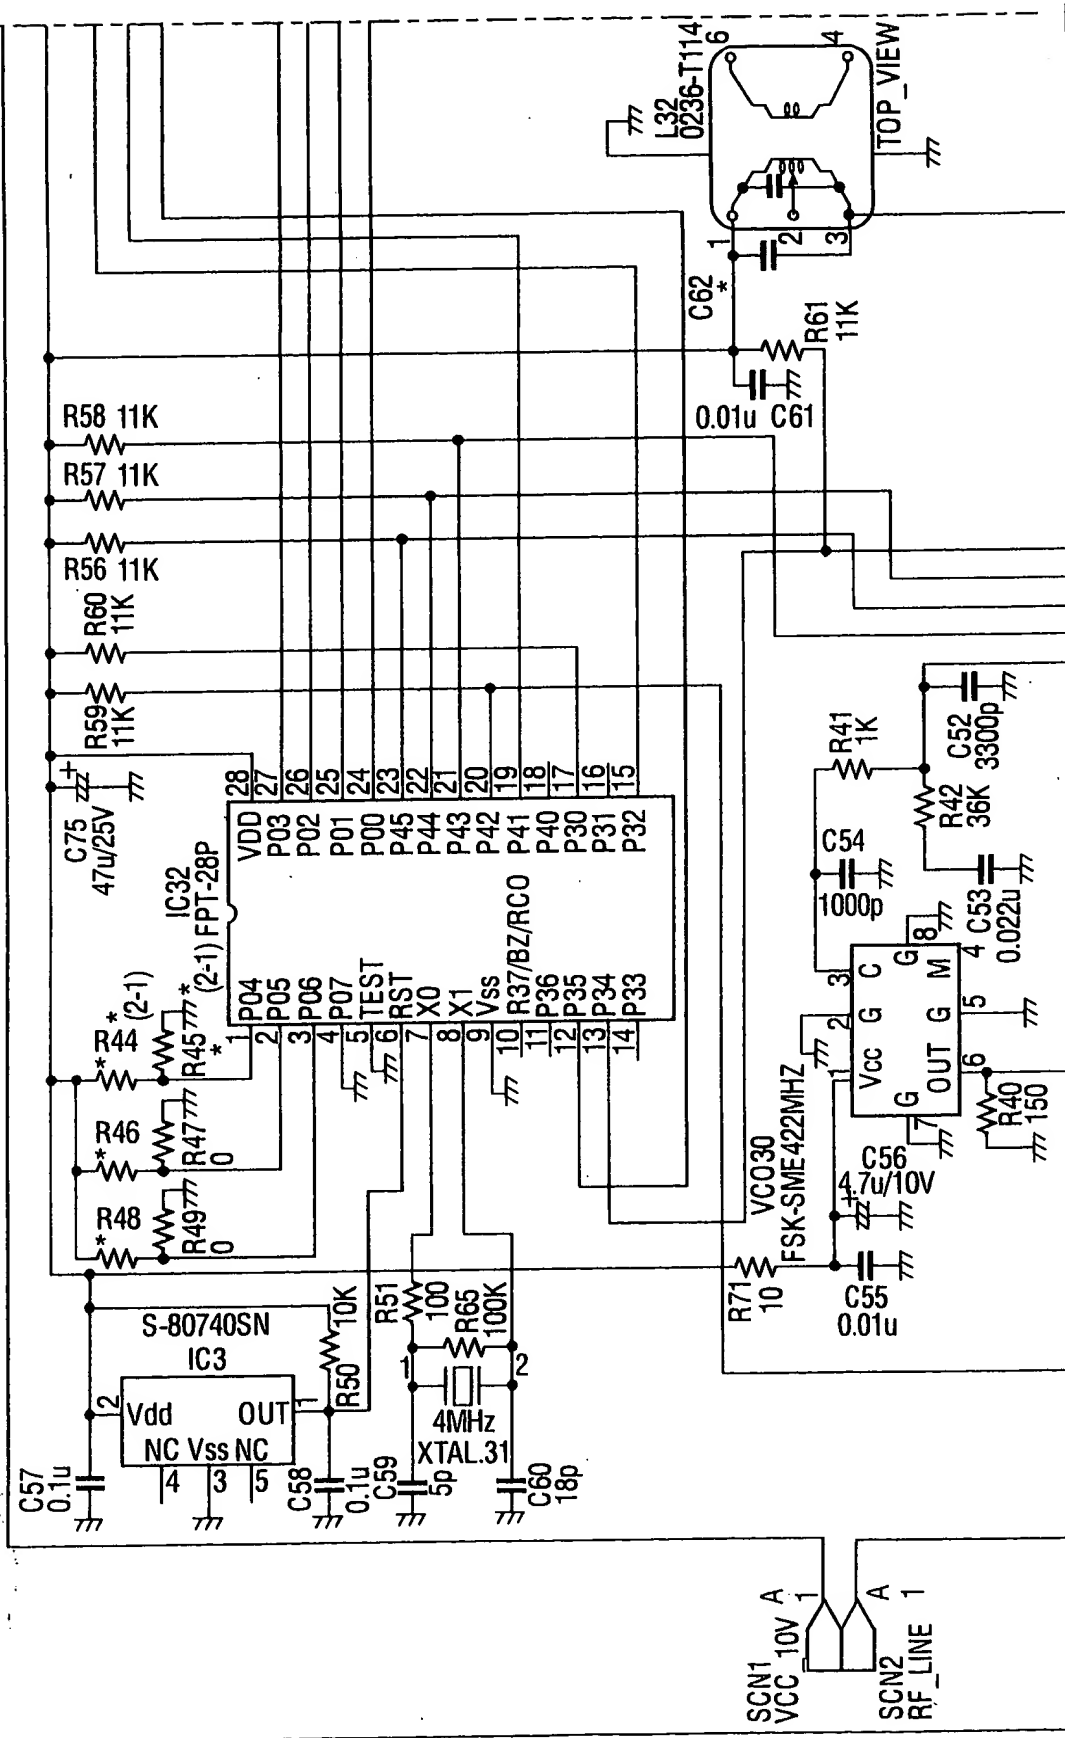 6
4
L32
0236-T114
TOP_VIEW
1
2
3
C62
*
R61
11K
0.01u C61
R58 11K
R57 11K
R56 11K
R60
11K
R59
11K
+
C75
47u/25V
28
27
26
25
24
23
22
21
20
19
18
17
16
15
VDD
P03
P02
P01
P00
P45
P44
P43
P42
P41
P40
P30
P31
P32
IC32
(2-1) FPT-28P
*
P04
P05
P06
P07
TEST
RST
X0
X1
Vss
R37/BZ/RCO
P36
P35
P34
P33
1
2
3
4
5
6
7
8
9
10
11
12
13
14
* (2-1)
R44
*
R45
*
R46
*
R47
0
R48
*
R49
0
R41
1K
C52
3300p
R42
36K
C54
1000p
C53
0.022u
3
2
1
C
G
Vcc
G
8
M
4
G
5
OUT
6
G
7
R40
150
VCO30
FSK-SME422MHZ
C56
4.7u/10V
+
R71
10
C55
0.01u
S-80740SN
IC3
2
Vdd
OUT
1
NC Vss NC
4
3
5
10K
R50
C57
0.1u
C58
0.1u
R51
100
R65
100K
1
2
4MHz
XTAL.31
C59
5p
C60
18p
SCN1
VCC_10V
A
1
SCN2
RF_LINE
A
1